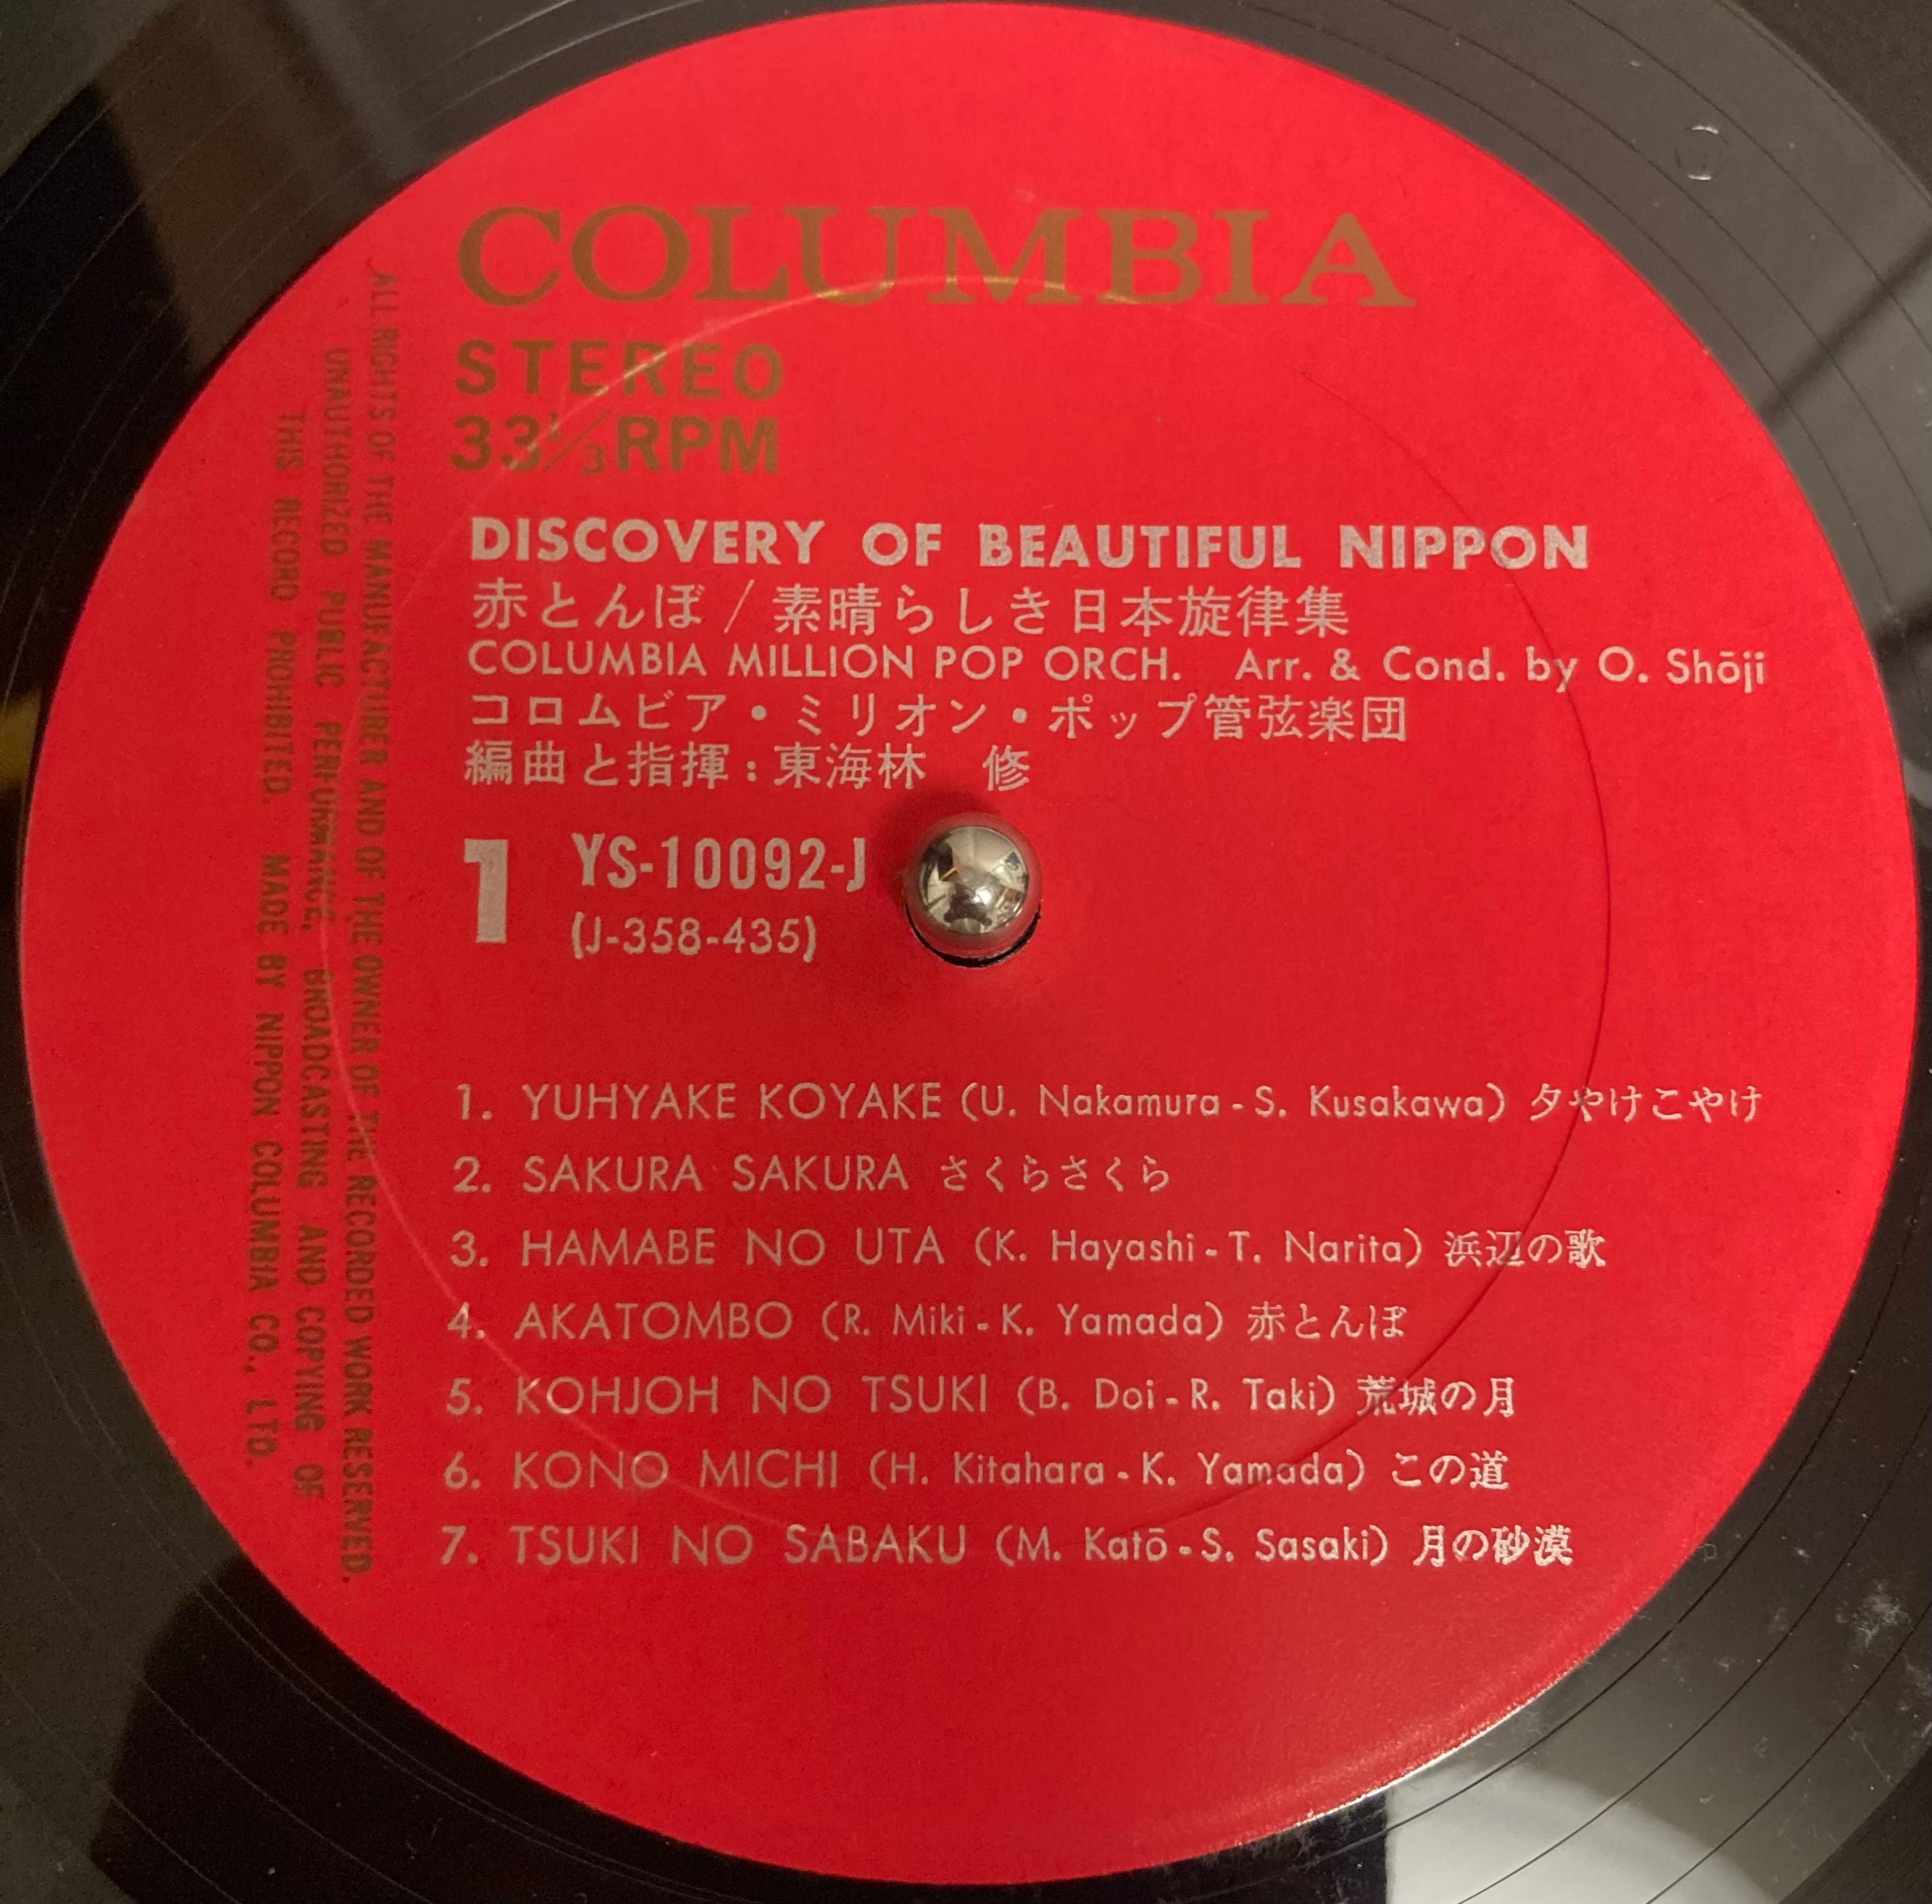 COLUMBIA
STEREO
33 1/3 RPM
DISCOVERY OF BEAUTIFUL NIPPON
赤とんぼ/素晴らしき日本旋律集
COLUMBIA MILLION POP ORCH. Arr. & Cond. by O. Shōji
コロムビア・ミリオン・ポップ管弦楽団
編曲と指揮:東海林 修
1 YS-10092-J
(J-358-435)
1. YUHYAKE KOYAKE (U. Nakamura - S. Kusakawa) 夕やけこやけ
2. SAKURA SAKURA さくらさくら
3. HAMABE NO UTA (K. Hayashi - T. Narita) 浜辺の歌
4. AKATOMBO (R. Miki - K. Yamada) 赤とんぼ
5. KOHJOH NO TSUKI (B. Doi - R. Taki) 荒城の月
6. KONO MICHI (H. Kitahara - K. Yamada) この道
7. TSUKI NO SABAKU (M. Katō - S. Sasaki) 月の砂漠
ALL RIGHTS OF THE MANUFACTURER AND OF THE OWNER OF THE RECORDED WORK RESERVED.
UNAUTHORIZED PUBLIC PERFORMANCE, BROADCASTING AND COPYING OF
THIS RECORD PROHIBITED. MADE BY NIPPON COLUMBIA CO., LTD.